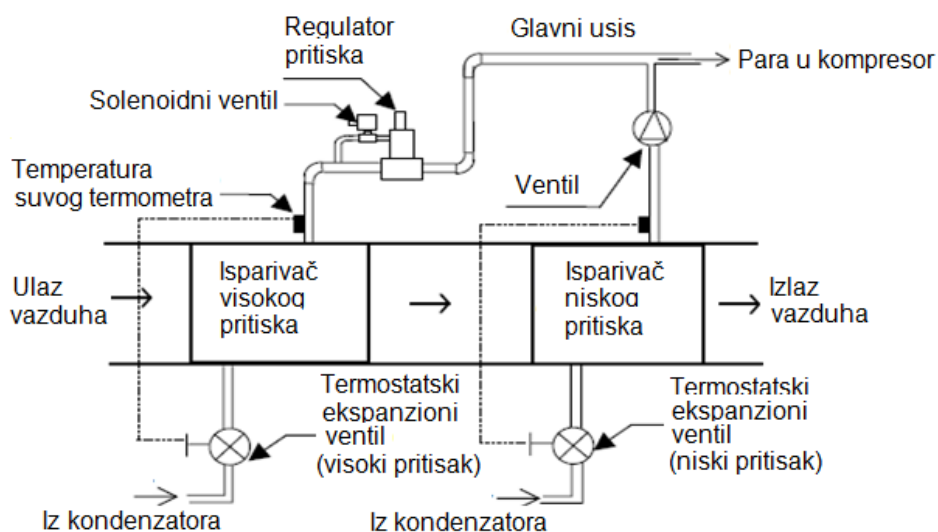 Regulator
pritiska
Glavni usis
Para u kompresor
Solenoidni ventil
Temperatura
suvog termometra
Ventil
Ulaz
vazduha
Isparivač
visokog
pritiska
Isparivač
niskog
pritiska
Izlaz
vazduha
Termostatski
ekspanzioni
ventil
(visoki pritisak)
Termostatski
ekspanzioni
ventil
(niski pritisak)
Iz kondenzatora
Iz kondenzatora